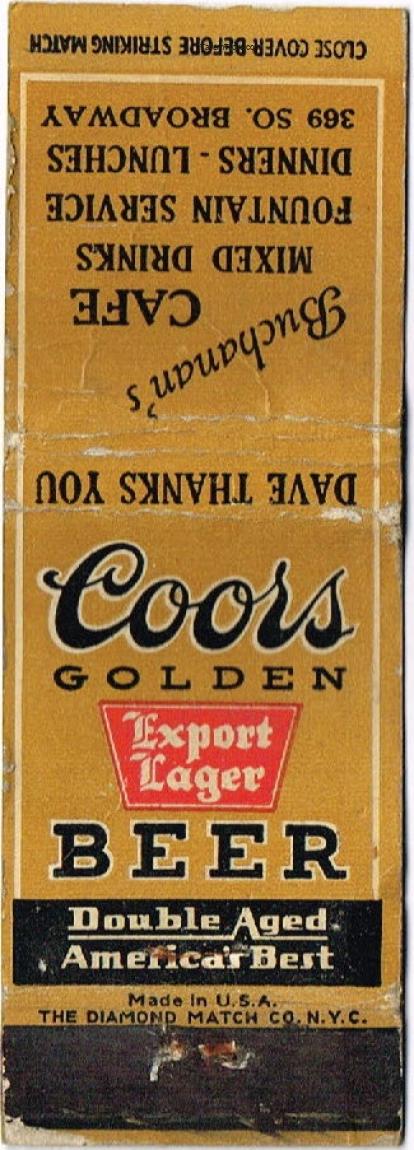 CLOSE COVER BEFORE STRIKING MATCH
369 SO. BROADWAY
DINNERS - LUNCHES
FOUNTAIN SERVICE
MIXED DRINKS
CAFE
Buchanan's
DAVE THANKS YOU
Coors
GOLDEN
Export
Lager
BEER
Double Aged
America's Best
Made in U.S.A.
THE DIAMOND MATCH CO. N.Y.C.